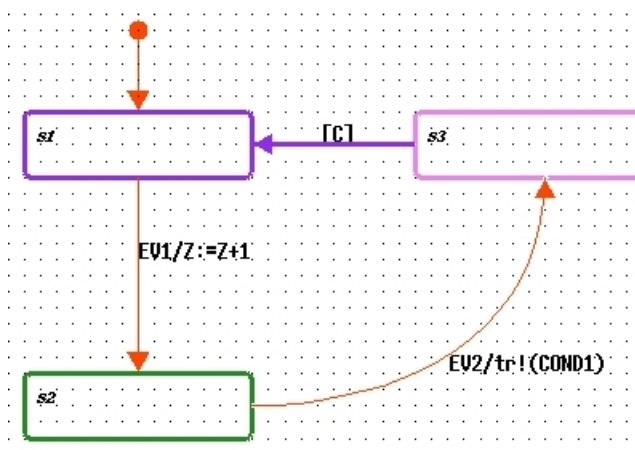 s1
[C]
s3
EV1/Z:=Z+1
EV2/tr!(COND1)
s2